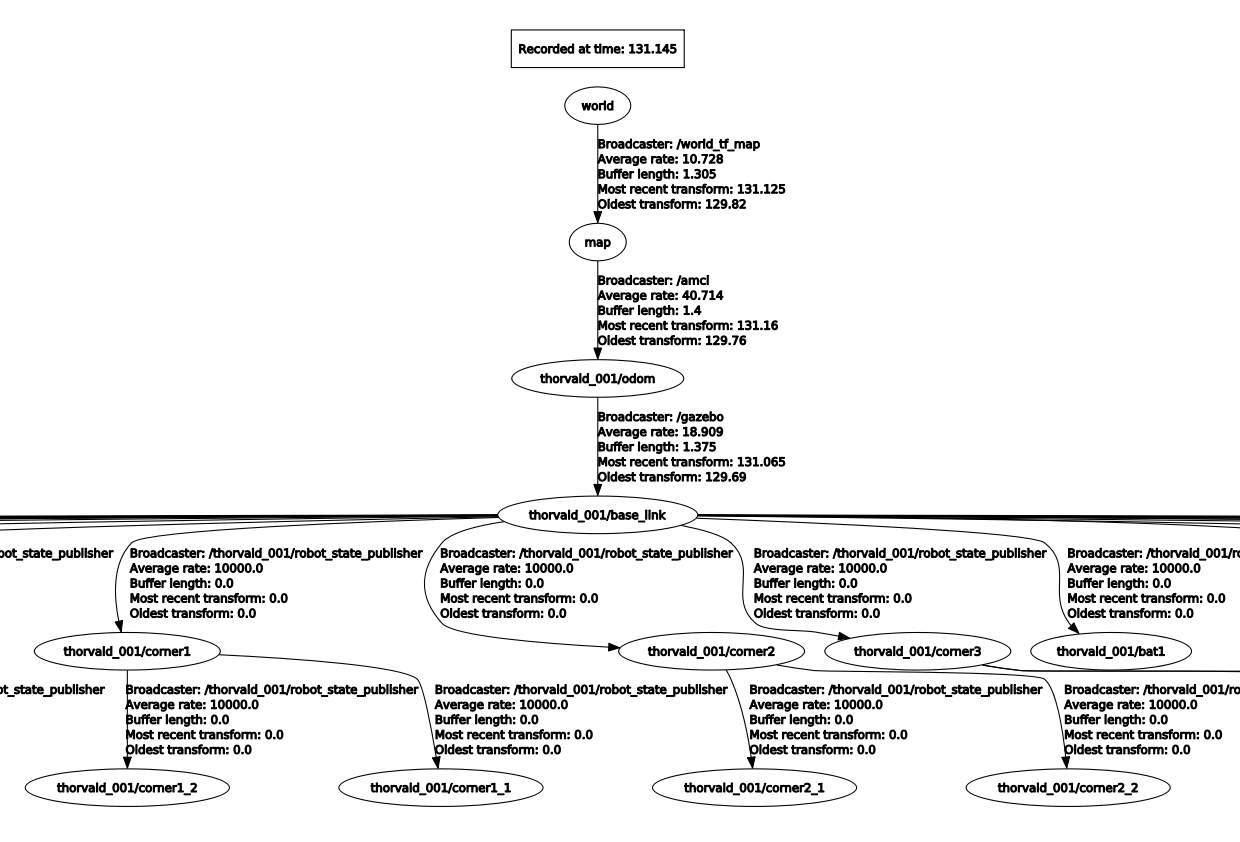 Recorded at time: 131.145
world
Broadcaster: /world_tf_map
Average rate: 10.728
Buffer length: 1.305
Most recent transform: 131.125
Oldest transform: 129.82
map
Broadcaster: /amcl
Average rate: 40.714
Buffer length: 1.4
Most recent transform: 131.16
Oldest transform: 129.76
thorvald_001/odom
Broadcaster: /gazebo
Average rate: 18.909
Buffer length: 1.375
Most recent transform: 131.065
Oldest transform: 129.69
thorvald_001/base_link
bot_state_publisher
Broadcaster: /thorvald_001/robot_state_publisher
Average rate: 10000.0
Buffer length: 0.0
Most recent transform: 0.0
Oldest transform: 0.0
Broadcaster: /thorvald_001/robot_state_publisher
Average rate: 10000.0
Buffer length: 0.0
Most recent transform: 0.0
Oldest transform: 0.0
Broadcaster: /thorvald_001/robot_state_publisher
Average rate: 10000.0
Buffer length: 0.0
Most recent transform: 0.0
Oldest transform: 0.0
Broadcaster: /thorvald_001/ro
Average rate: 10000.0
Buffer length: 0.0
Most recent transform: 0.0
Oldest transform: 0.0
thorvald_001/corner1
thorvald_001/corner2
thorvald_001/corner3
thorvald_001/bat1
ot_state_publisher
Broadcaster: /thorvald_001/robot_state_publisher
Average rate: 10000.0
Buffer length: 0.0
Most recent transform: 0.0
Oldest transform: 0.0
Broadcaster: /thorvald_001/robot_state_publisher
Average rate: 10000.0
Buffer length: 0.0
Most recent transform: 0.0
Oldest transform: 0.0
Broadcaster: /thorvald_001/robot_state_publisher
Average rate: 10000.0
Buffer length: 0.0
Most recent transform: 0.0
Oldest transform: 0.0
Broadcaster: /thorvald_001/ro
Average rate: 10000.0
Buffer length: 0.0
Most recent transform: 0.0
Oldest transform: 0.0
thorvald_001/corner1_2
thorvald_001/corner1_1
thorvald_001/corner2_1
thorvald_001/corner2_2